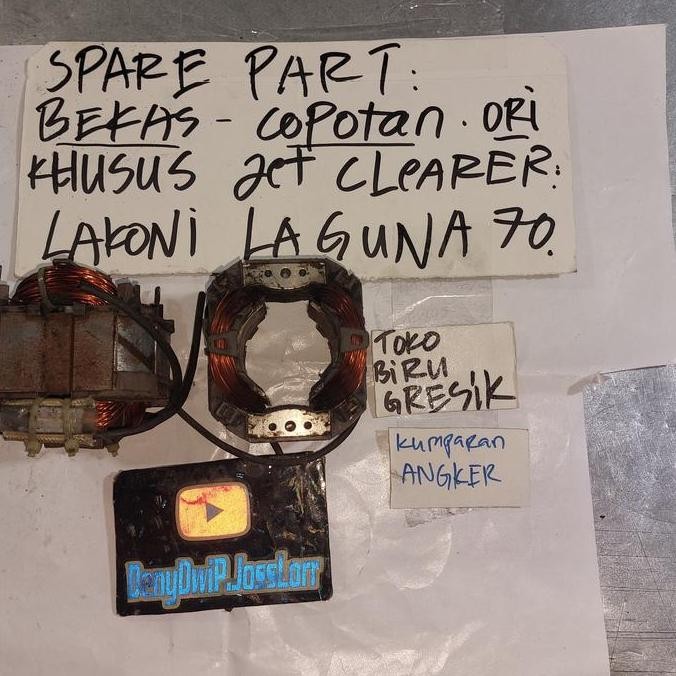 SPARE PART:
BEKAS - COPOTAN. ORI
KHUSUS Jet CLEARER:
LAKONI LAGUNA 70.
TOKO
BIRU
GRESIK
KUMPARAN
ANGKER
DenyDwiP.JossLorr